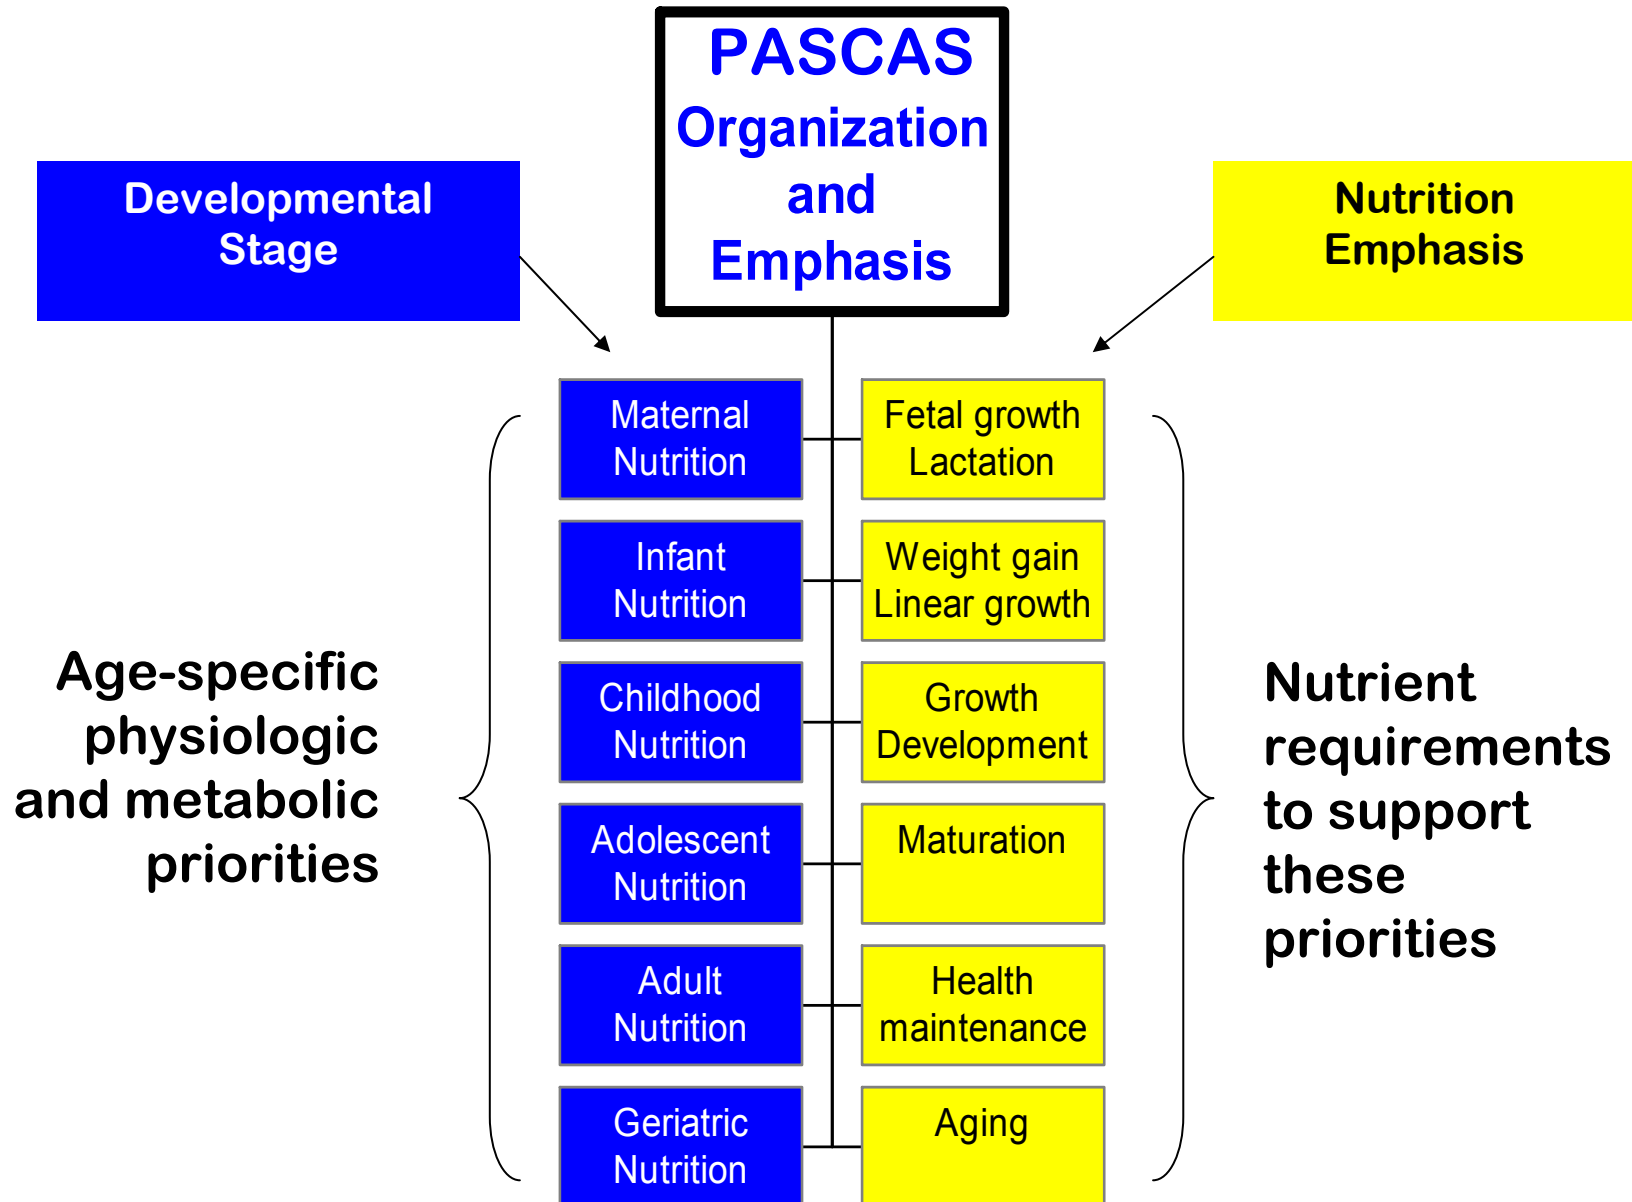 PASCAS
Organization
and
Emphasis
Developmental
Stage
Nutrition
Emphasis
Maternal
Nutrition
Fetal growth
Lactation
Infant
Nutrition
Weight gain
Linear growth
Childhood
Nutrition
Growth
Development
Adolescent
Nutrition
Maturation
Adult
Nutrition
Health
maintenance
Geriatric
Nutrition
Aging
Age-specific
physiologic
and metabolic
priorities
Nutrient
requirements
to support
these
priorities